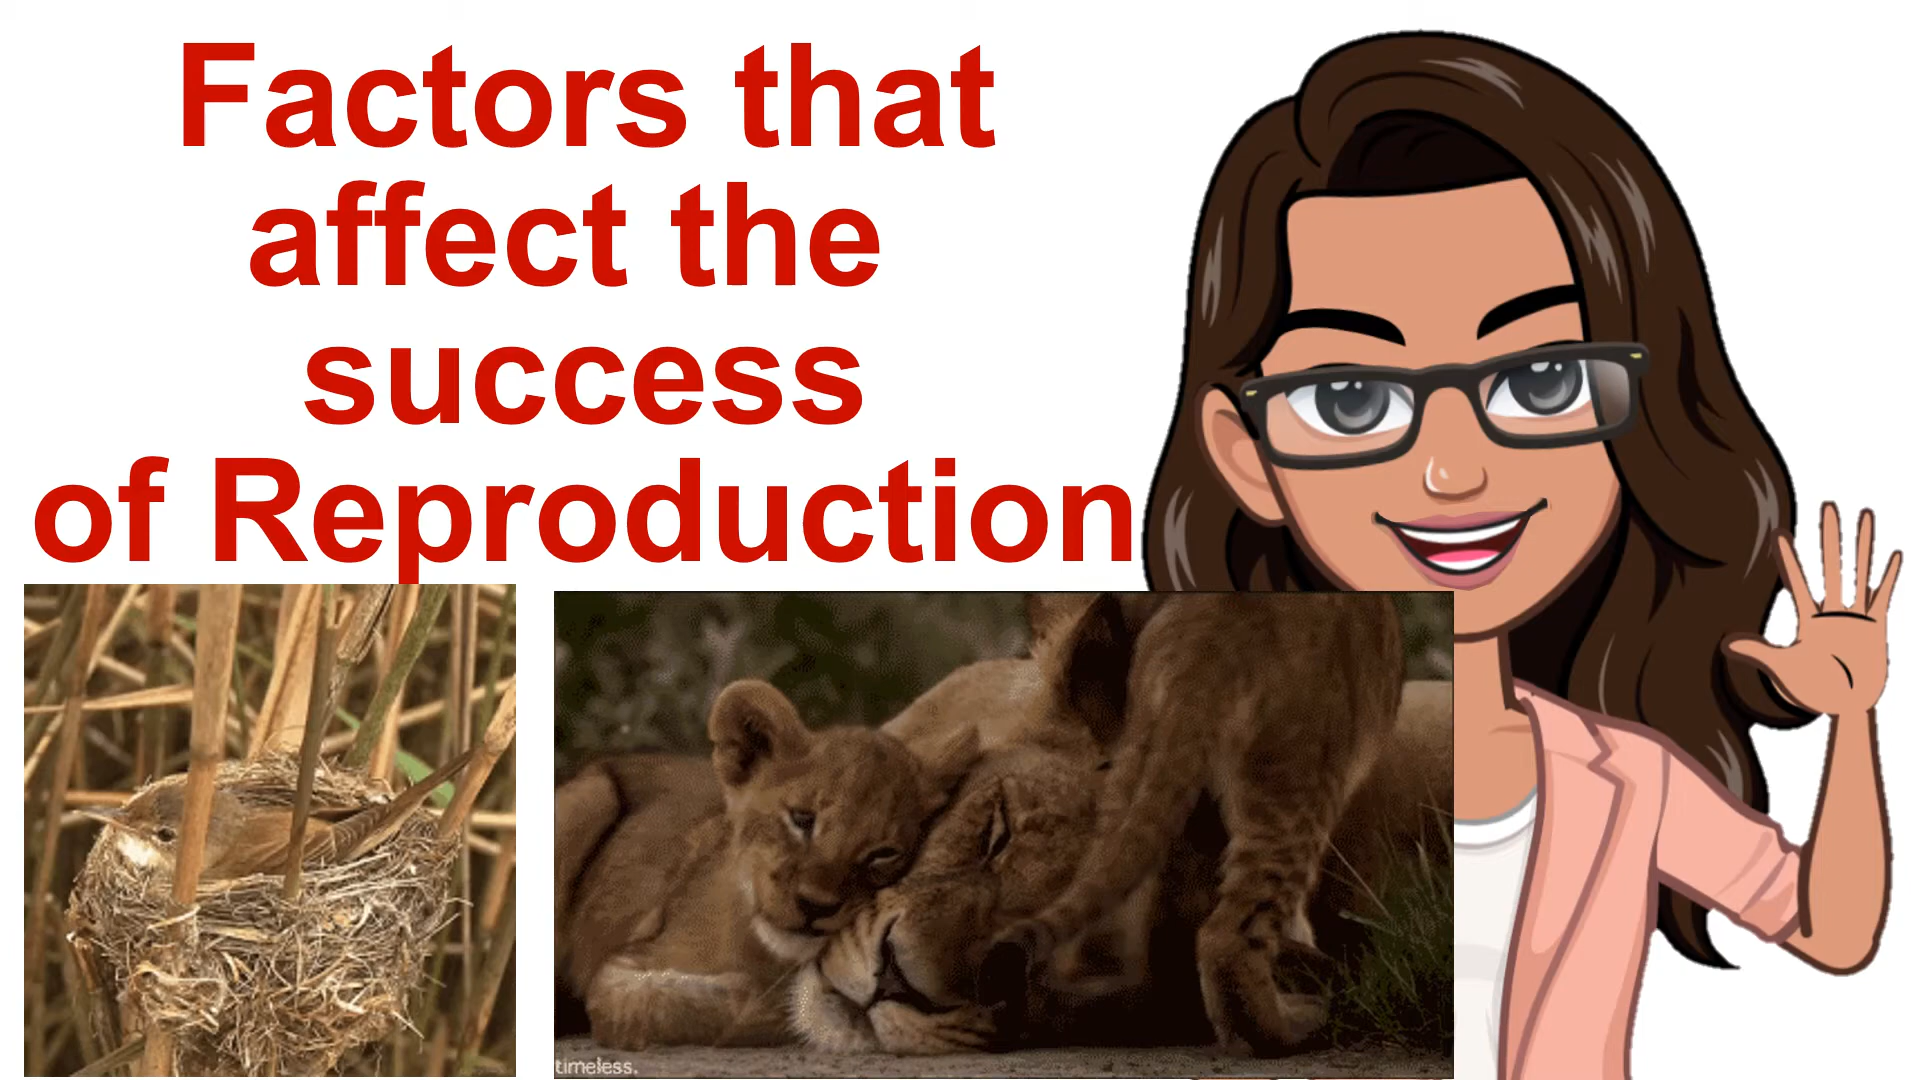 Factors that
affect the
success
of Reproduction
timeless.